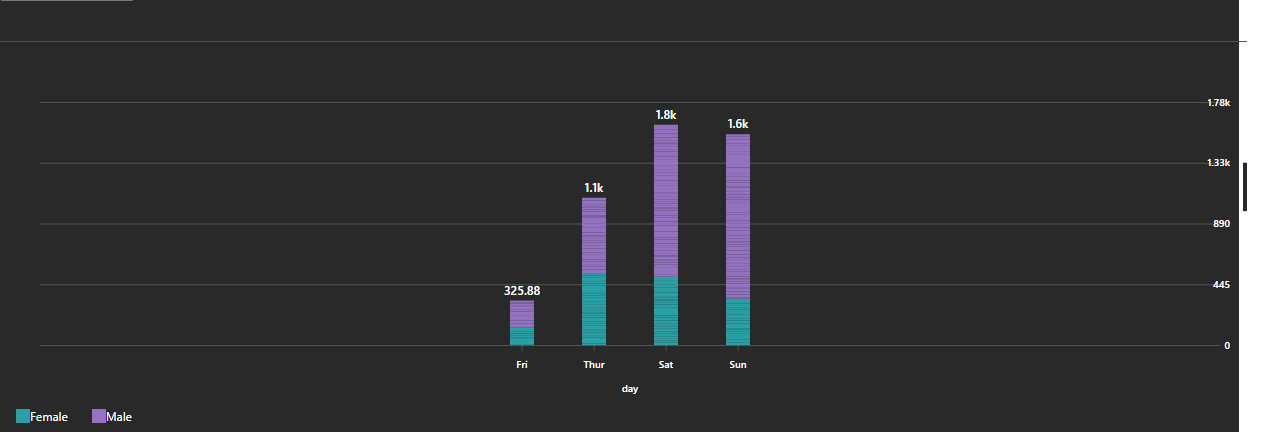 1.78k
1.8k
1.6k
1.33k
1.1k
890
325.88
445
0
Fri Thur Sat Sun
day
Female Male